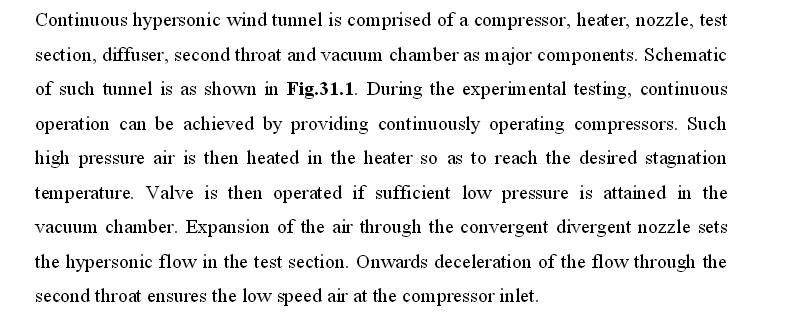 Continuous hypersonic wind tunnel is comprised of a compressor, heater, nozzle, test
section, diffuser, second throat and vacuum chamber as major components. Schematic
of such tunnel is as shown in Fig.31.1. During the experimental testing, continuous
operation can be achieved by providing continuously operating compressors. Such
high pressure air is then heated in the heater so as to reach the desired stagnation
temperature. Valve is then operated if sufficient low pressure is attained in the
vacuum chamber. Expansion of the air through the convergent divergent nozzle sets
the hypersonic flow in the test section. Onwards deceleration of the flow through the
second throat ensures the low speed air at the compressor inlet.